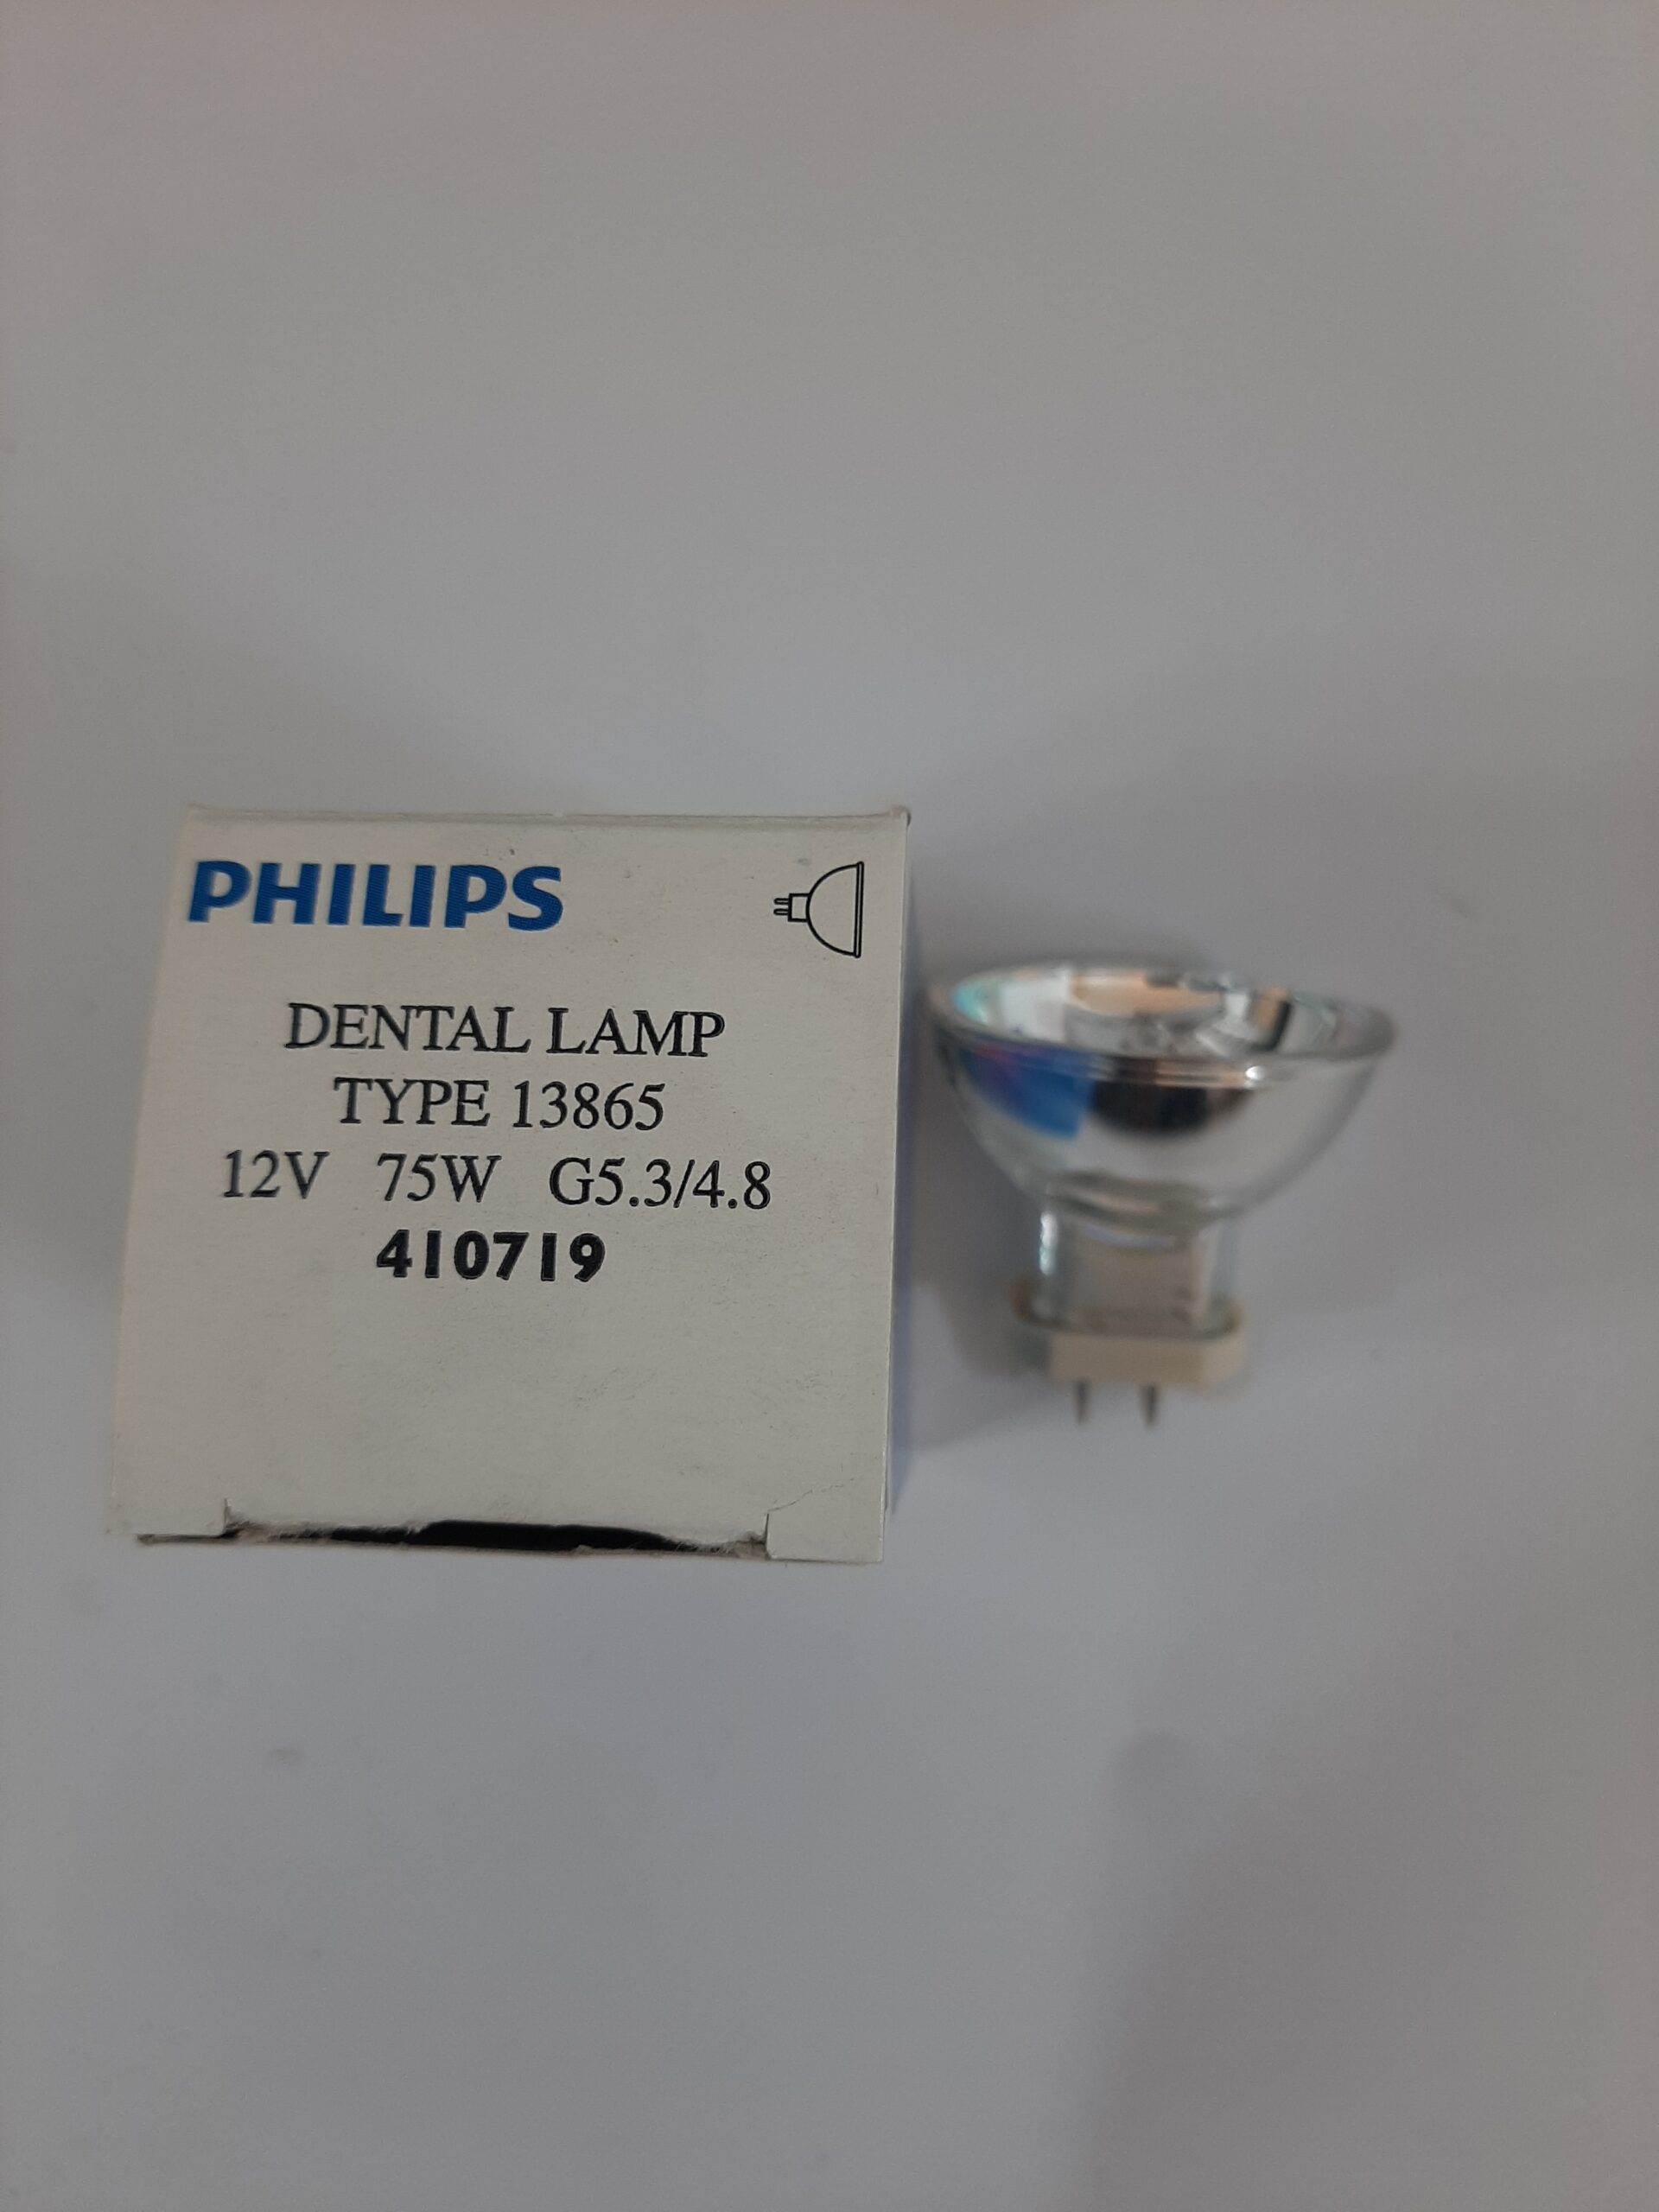 PHILIPS
DENTAL LAMP
TYPE 13865
12V 75W G5.3/4.8
410719